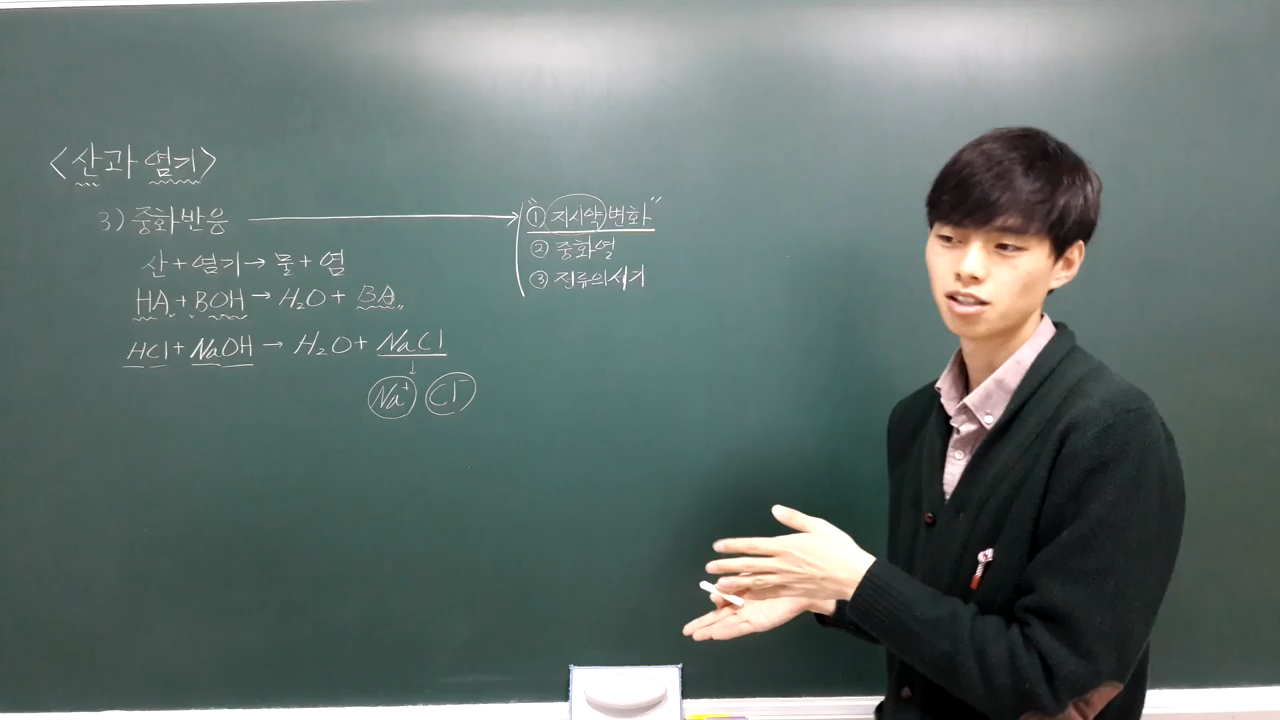 <산과 염기>
3) 중화반응 → "① 지시약 변화"
② 중화열
③ 전류의세기
산 + 염기 → 물 + 염
HA + BOH → H₂O + BA
HCl + NaOH → H₂O + NaCl
↓
Na⁺ Cl⁻